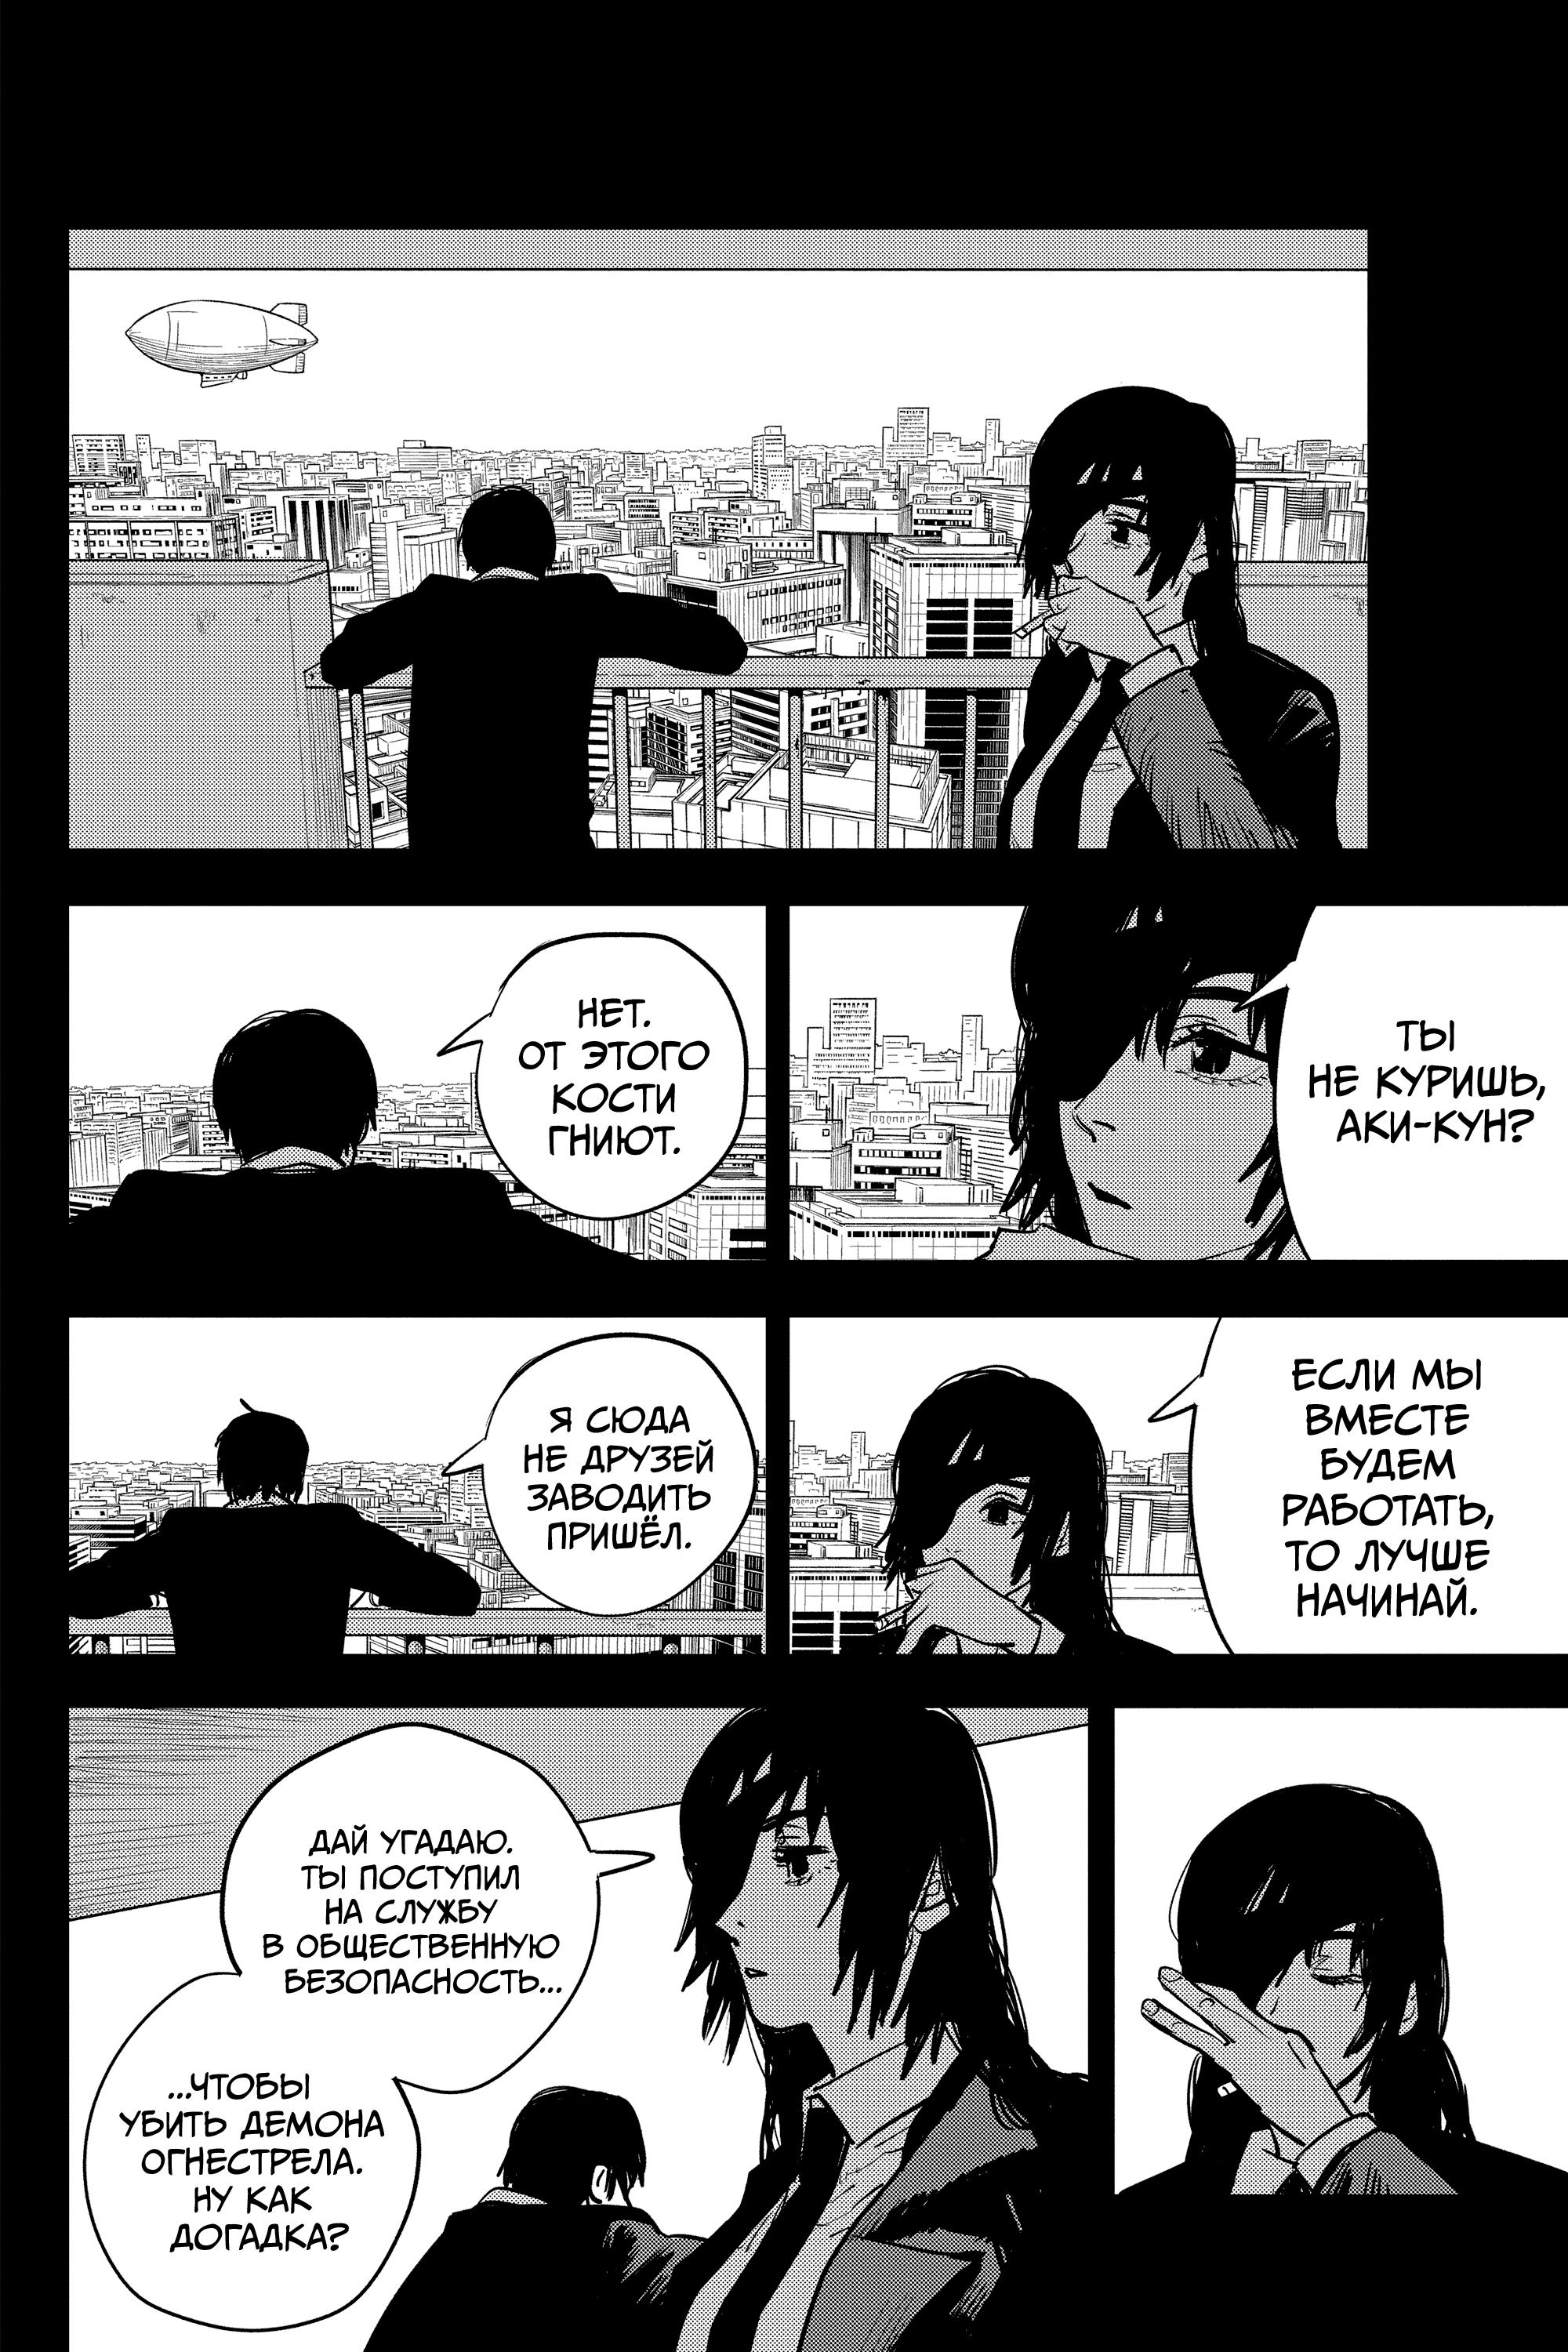 ТЫ
НЕ КУРИШЬ,
АКИ-КУН?
НЕТ.
ОТ ЭТОГО
КОСТИ
ГНИЮТ.
ЕСЛИ МЫ
ВМЕСТЕ
БУДЕМ
РАБОТАТЬ,
ТО ЛУЧШЕ
НАЧИНАЙ.
Я СЮДА
НЕ ДРУЗЕЙ
ЗАВОДИТЬ
ПРИШЁЛ.
ДАЙ УГАДАЮ.
ТЫ ПОСТУПИЛ
НА СЛУЖБУ
В ОБЩЕСТВЕННУЮ
БЕЗОПАСНОСТЬ...
...ЧТОБЫ
УБИТЬ ДЕМОНА
ОГНЕСТРЕЛА.
НУ КАК
ДОГАДКА?